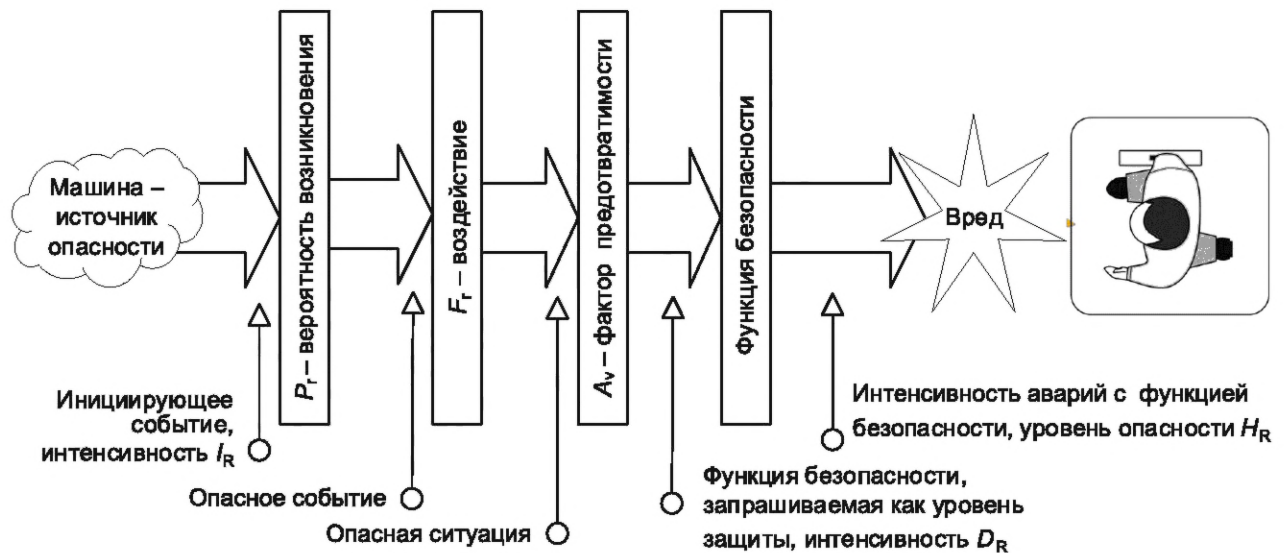 Машина –
источник
опасности
Pr – вероятность возникновения
Fr – воздействие
Av – фактор предотвратимости
Функция безопасности
Вред
Инициирующее
событие,
интенсивность IR
Опасное событие
Опасная ситуация
Функция безопасности,
запрашиваемая как уровень
защиты, интенсивность DR
Интенсивность аварий с функцией
безопасности, уровень опасности HR